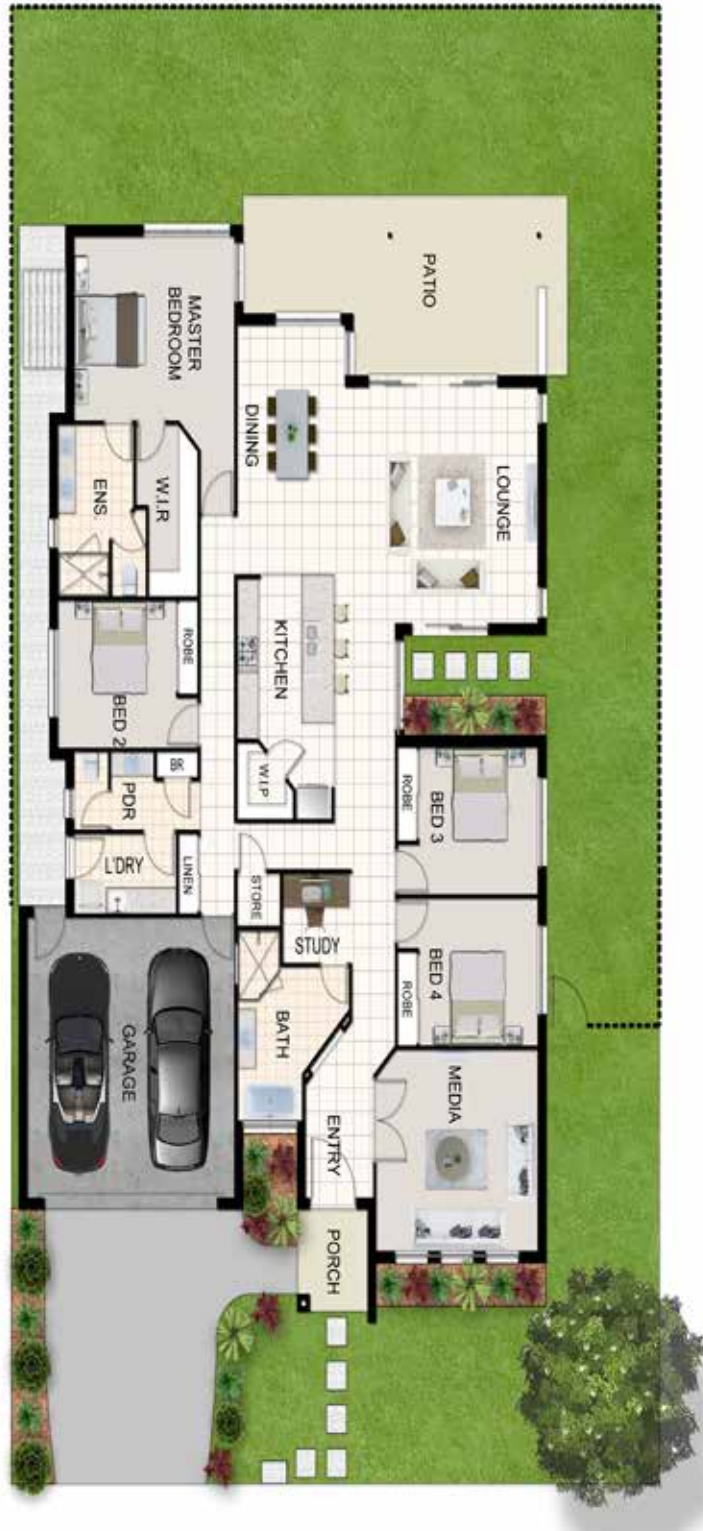 PATIO
MASTER
BEDROOM
DINING
LOUNGE
W.I.R
ENS.
KITCHEN
ROBE
BED 2
W.I.P
BED 3
ROBE
PDR
L'DRY
LINEN
STORE
STUDY
BED 4
ROBE
BATH
GARAGE
MEDIA
ENTRY
PORCH